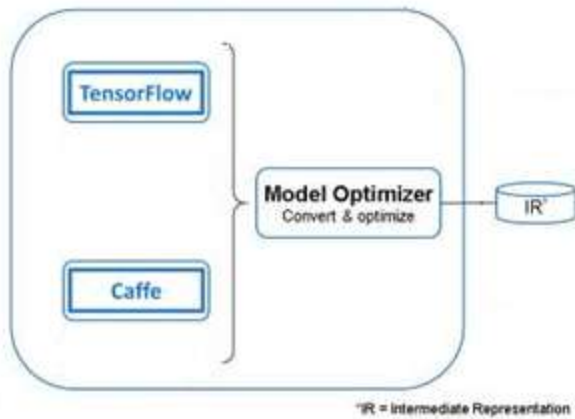 TensorFlow
Model Optimizer
Convert & optimize
IR*
Caffe
*IR = Intermediate Representation